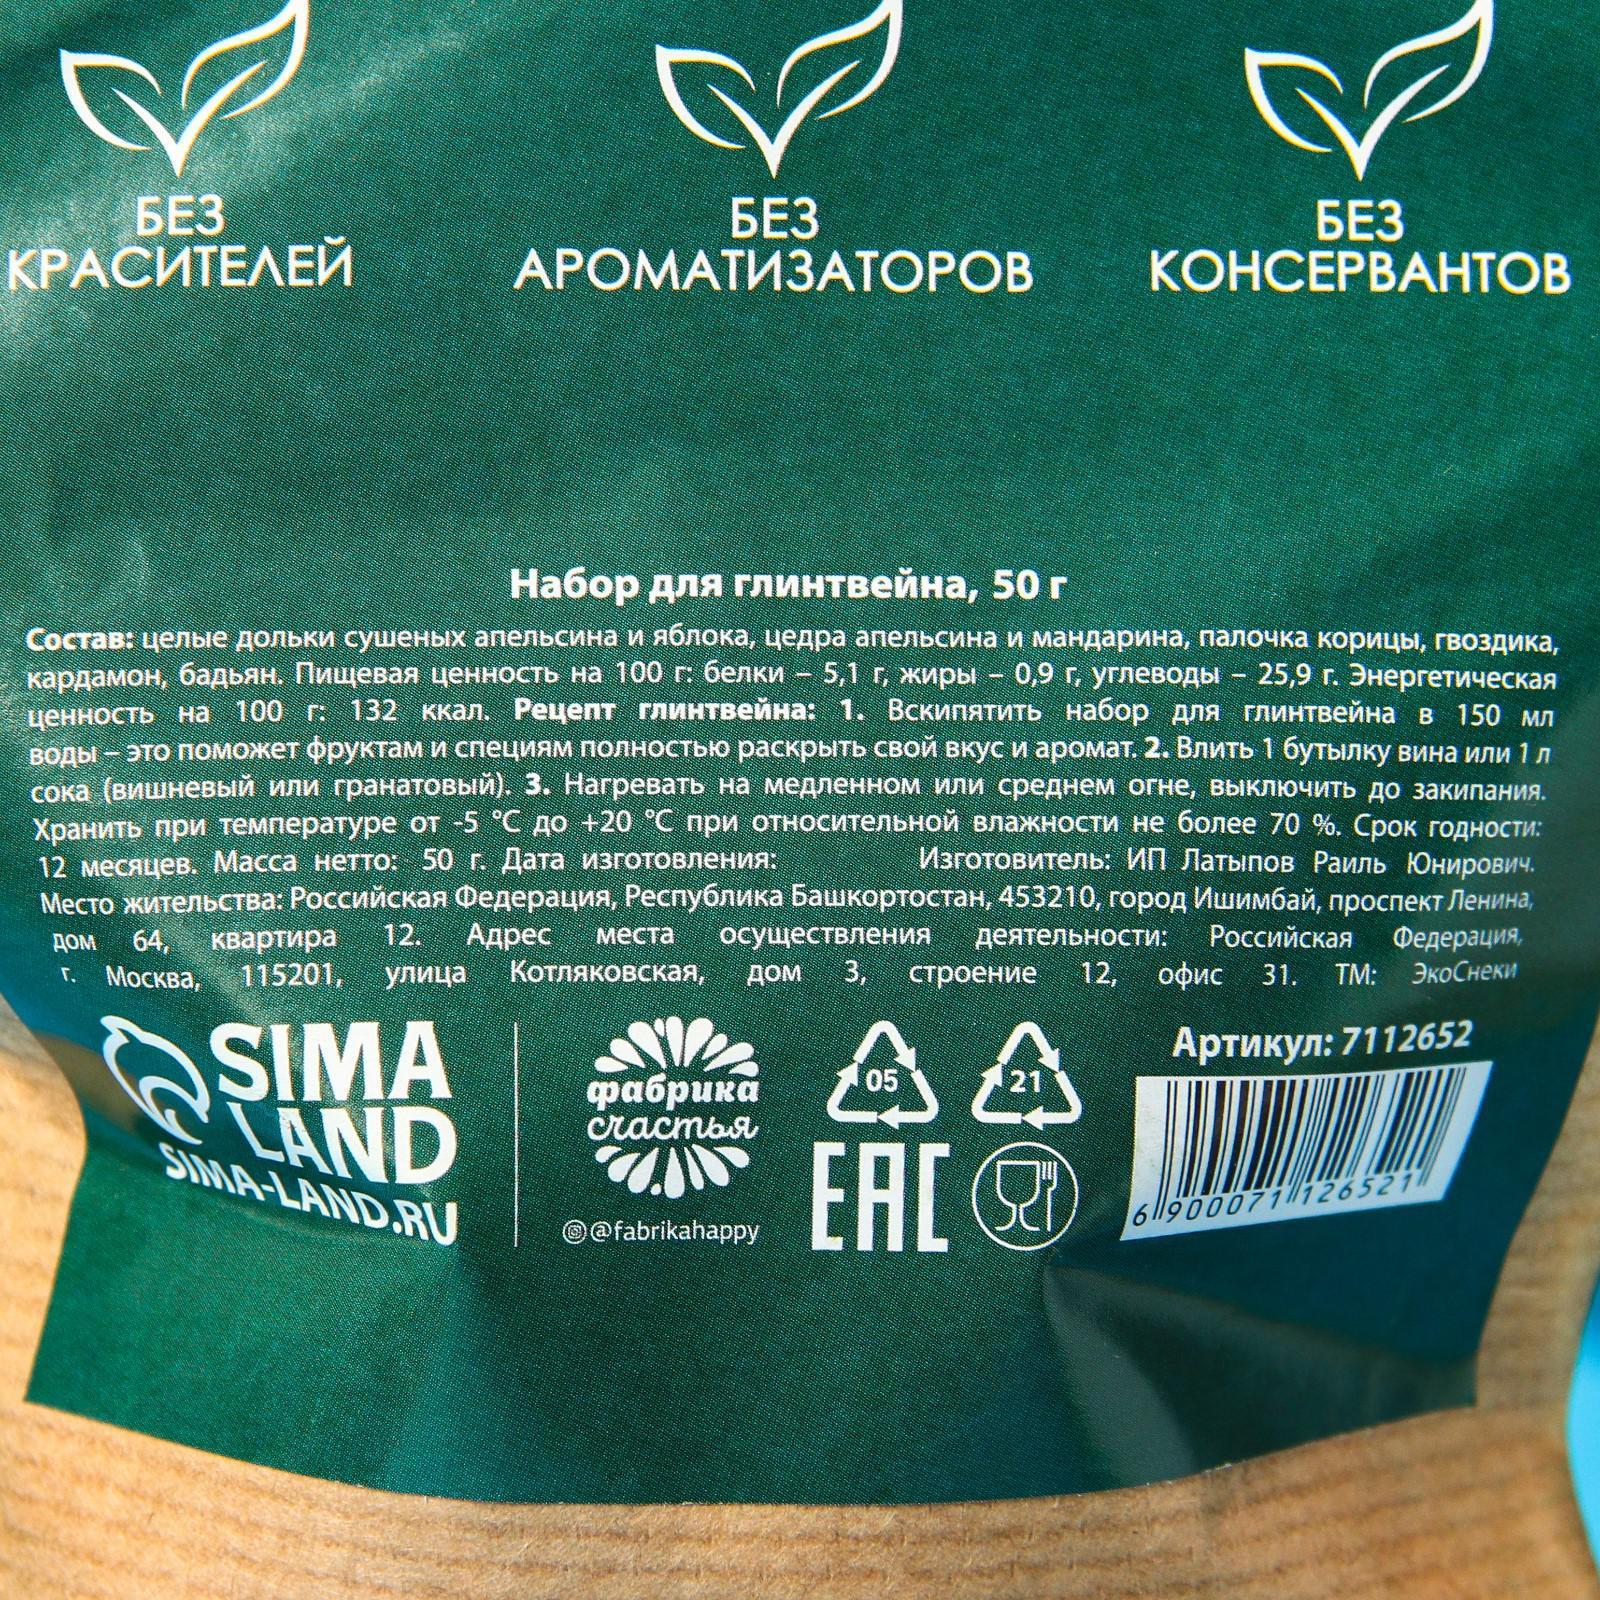 БЕЗ
КРАСИТЕЛЕЙ
БЕЗ
АРОМАТИЗАТОРОВ
БЕЗ
КОНСЕРВАНТОВ
Набор для глинтвейна, 50 г
Состав: целые дольки сушеных апельсина и яблока, цедра апельсина и мандарина, палочка корицы, гвоздика,
кардамон, бадьян. Пищевая ценность на 100 г: белки – 5,1 г, жиры – 0,9 г, углеводы – 25,9 г. Энергетическая
ценность на 100 г: 132 ккал. Рецепт глинтвейна: 1. Вскипятить набор для глинтвейна в 150 мл
воды – это поможет фруктам и специям полностью раскрыть свой вкус и аромат. 2. Влить 1 бутылку вина или 1 л
сока (вишневый или гранатовый). 3. Нагревать на медленном или среднем огне, выключить до закипания.
Хранить при температуре от -5 °С до +20 °С при относительной влажности не более 70 %. Срок годности:
12 месяцев. Масса нетто: 50 г. Дата изготовления: Изготовитель: ИП Латыпов Раиль Юнирович.
Место жительства: Российская Федерация, Республика Башкортостан, 453210, город Ишимбай, проспект Ленина,
дом 64, квартира 12. Адрес места осуществления деятельности: Российская Федерация,
г. Москва, 115201, улица Котляковская, дом 3, строение 12, офис 31. ТМ: ЭкоСнеки
SIMA
LAND
SIMA-LAND.RU
фабрика
счастья
@fabrikahappy
05
21
EAC
Артикул: 7112652
6 900071 126521